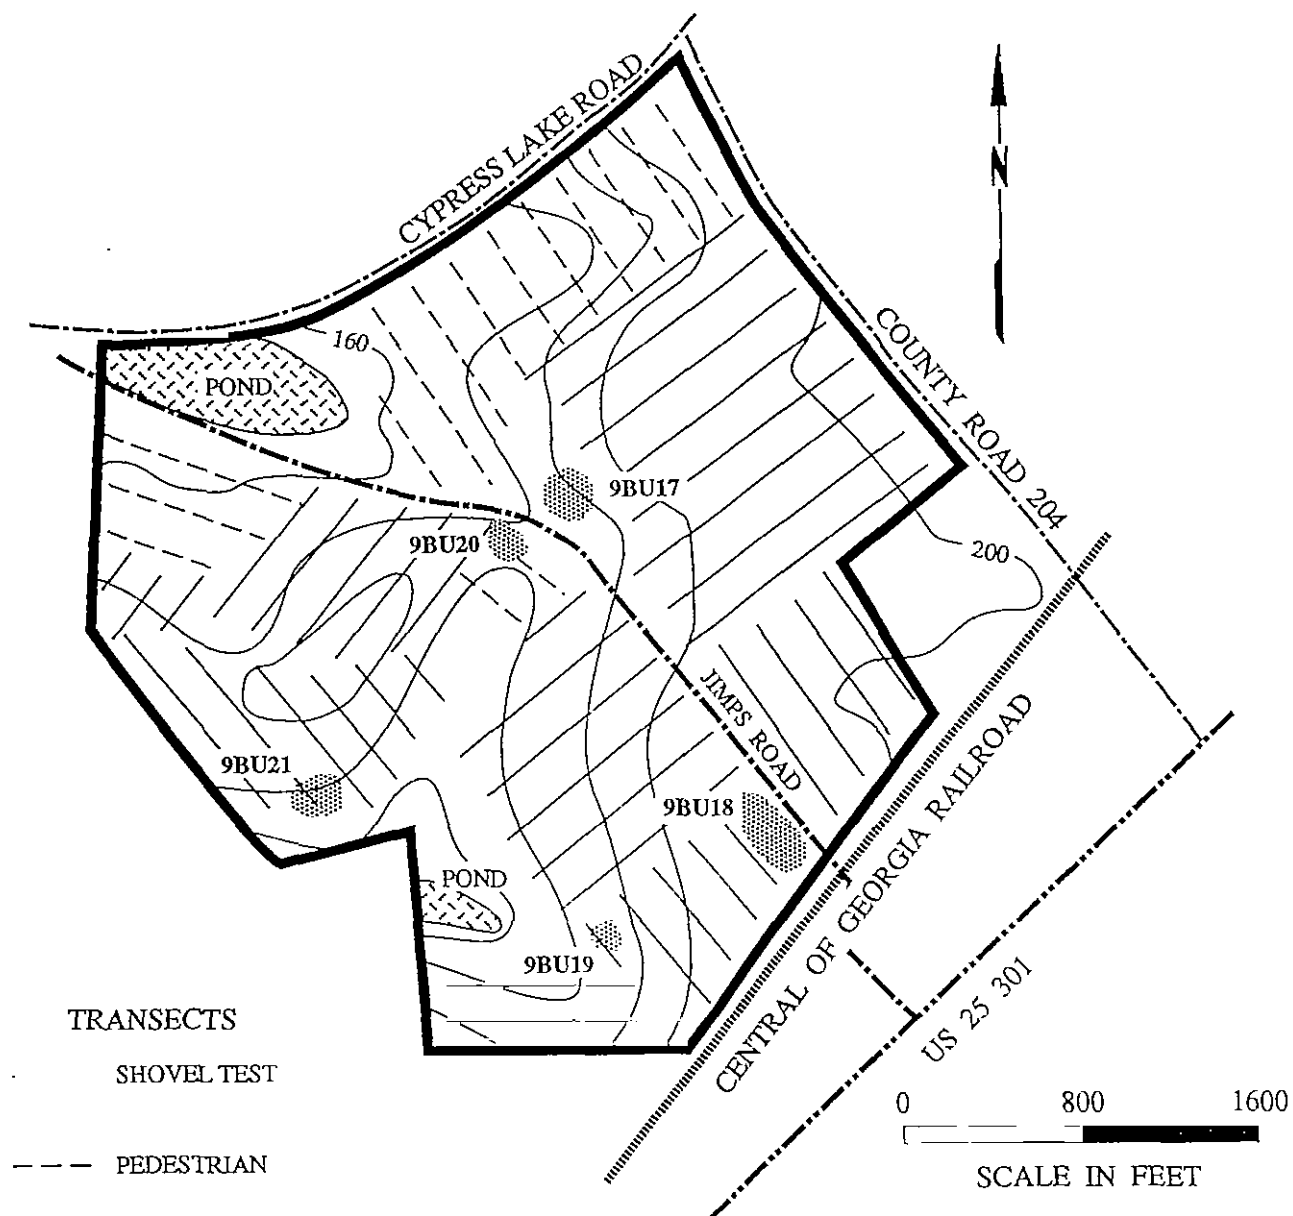 CYPRESS LAKE ROAD
N
160
POND
COUNTY ROAD 204
9BU17
9BU20
200
JIMPS ROAD
9BU21
9BU18
POND
9BU19
CENTRAL OF GEORGIA RAILROAD
US 25 301
TRANSECTS
SHOVEL TEST
PEDESTRIAN
0 800 1600
SCALE IN FEET